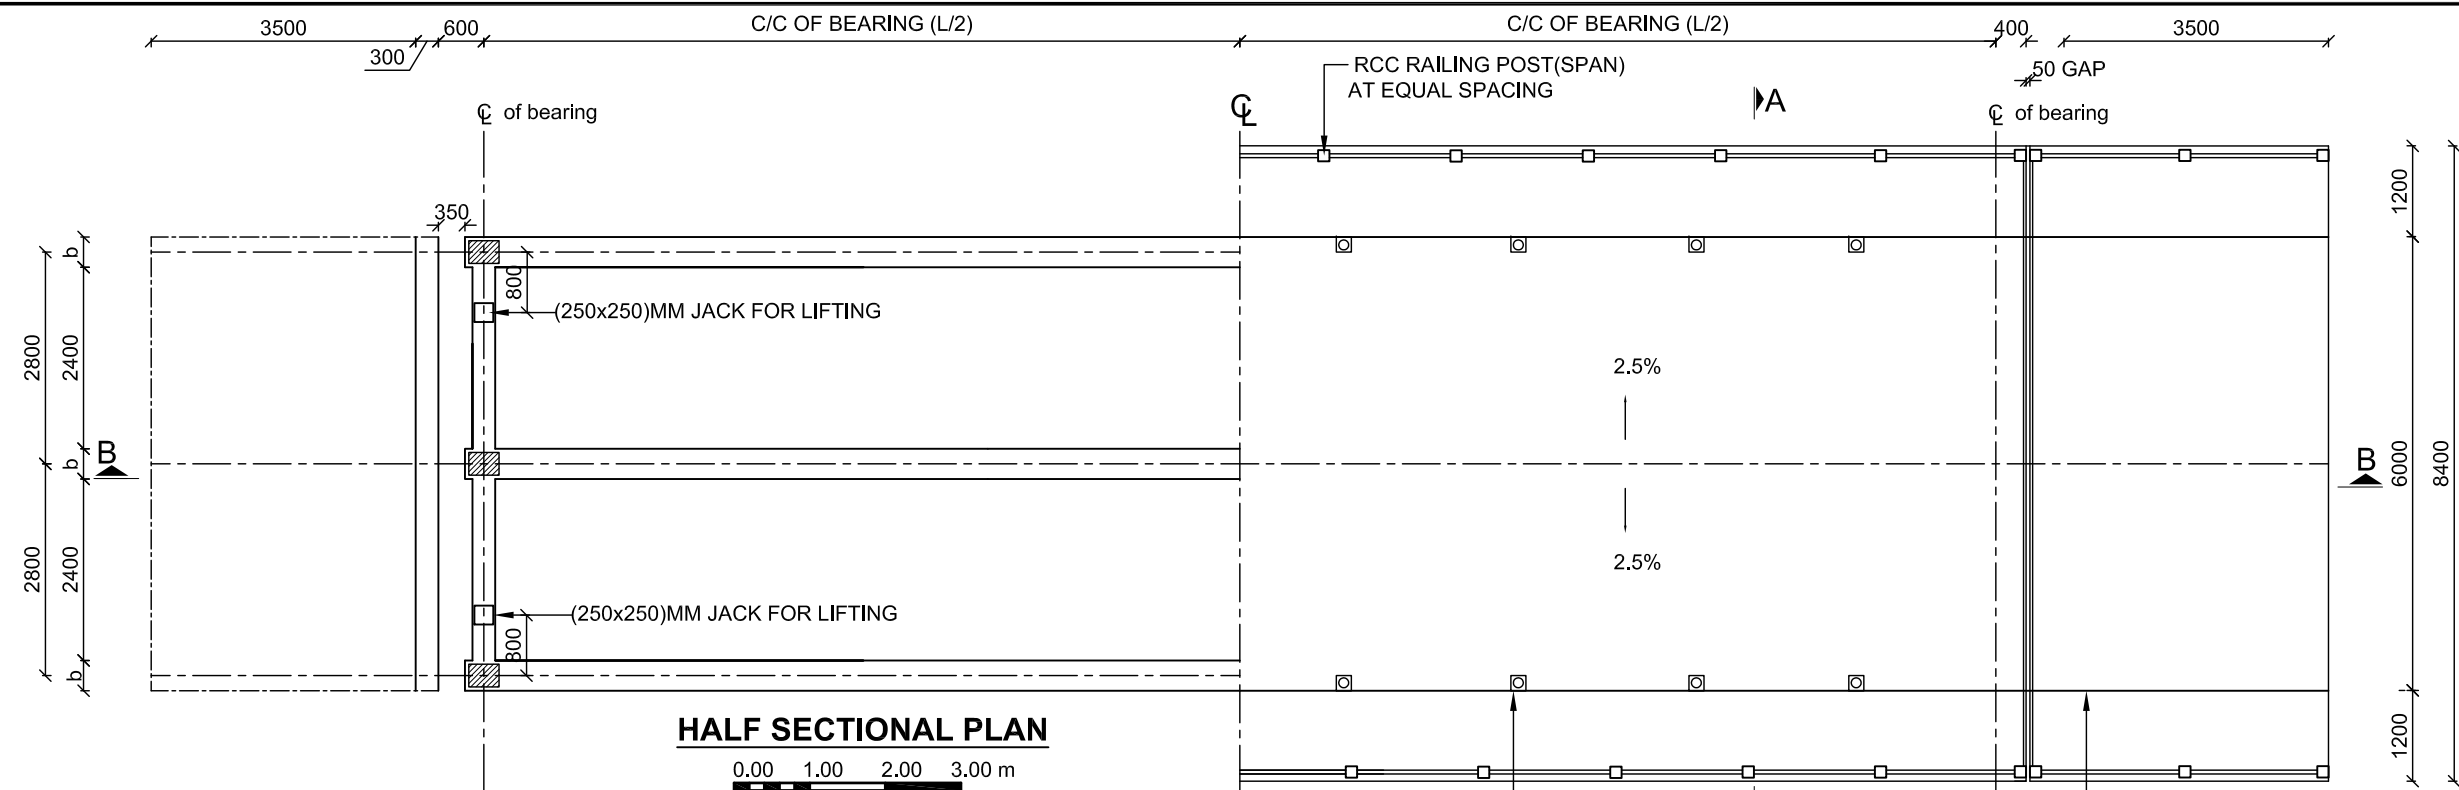 3500
300
600
C/C OF BEARING (L/2)
C/C OF BEARING (L/2)
400
3500
50 GAP
RCC RAILING POST(SPAN)
AT EQUAL SPACING
A
℄ of bearing
℄
℄ of bearing
350
1200
b
800
(250x250)MM JACK FOR LIFTING
2800
2400
2.5%
B
b
B
6000
8400
2.5%
2800
2400
(250x250)MM JACK FOR LIFTING
800
b
1200
HALF SECTIONAL PLAN
0.00 1.00 2.00 3.00 m